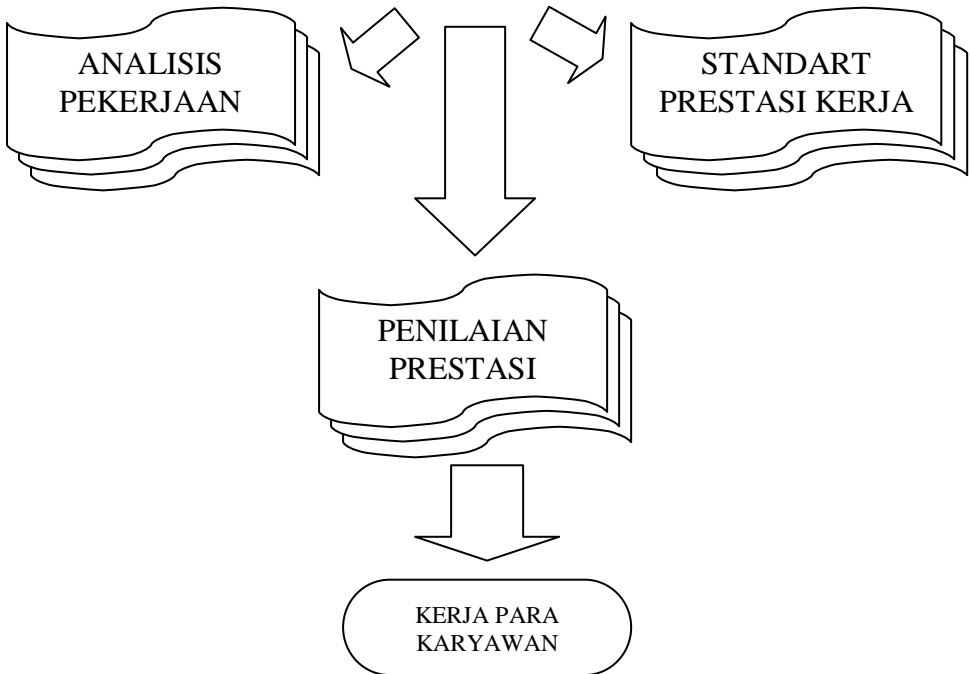 ANALISIS
PEKERJAAN
STANDART
PRESTASI KERJA
PENILAIAN
PRESTASI
KERJA PARA
KARYAWAN